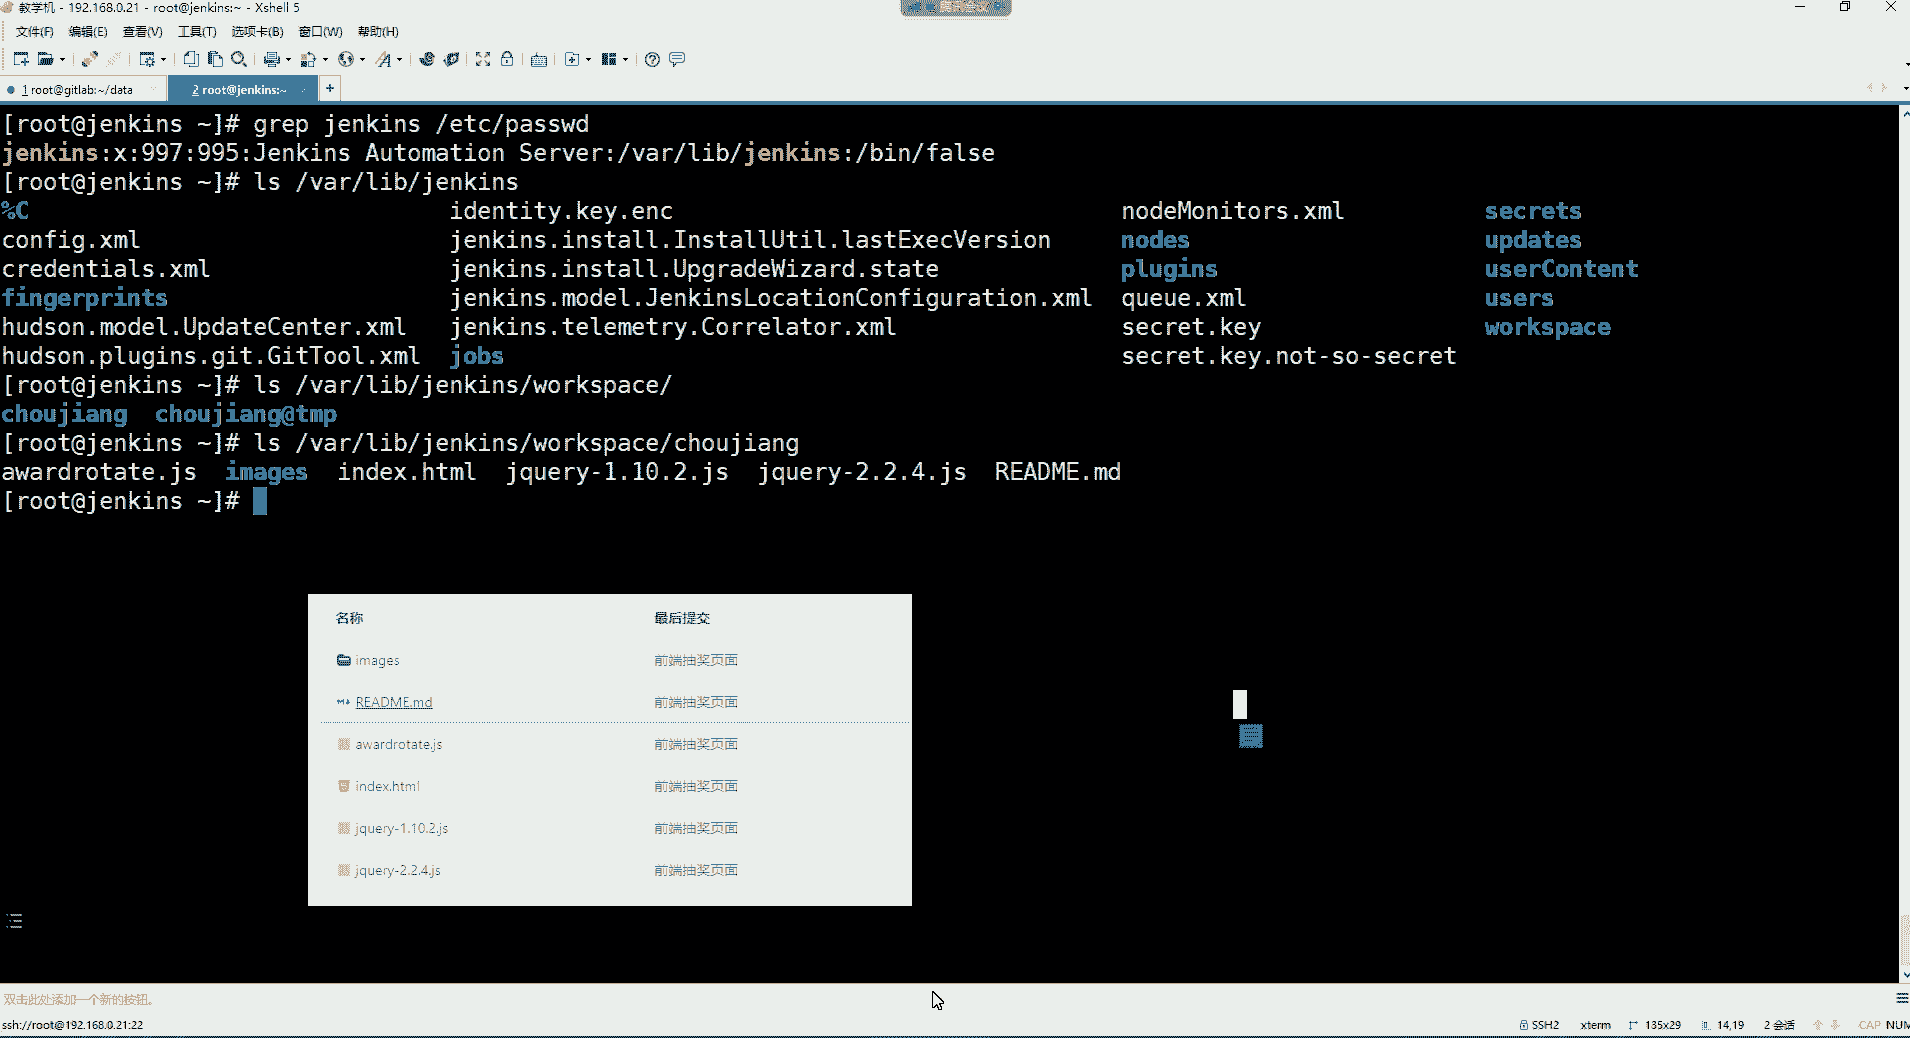 教学机 - 192.168.0.21 - root@jenkins:~ - Xshell 5
文件(F) 编辑(E) 查看(V) 工具(T) 选项卡(B) 窗口(W) 帮助(H)
1 root@gitlab:~/data 2 root@jenkins:~ +
[root@jenkins ~]# grep jenkins /etc/passwd
jenkins:x:997:995:Jenkins Automation Server:/var/lib/jenkins:/bin/false
[root@jenkins ~]# ls /var/lib/jenkins
%C identity.key.enc nodeMonitors.xml secrets
config.xml jenkins.install.InstallUtil.lastExecVersion nodes updates
credentials.xml jenkins.install.UpgradeWizard.state plugins userContent
fingerprints jenkins.model.JenkinsLocationConfiguration.xml queue.xml users
hudson.model.UpdateCenter.xml jenkins.telemetry.Correlator.xml secret.key workspace
hudson.plugins.git.GitTool.xml jobs secret.key.not-so-secret
[root@jenkins ~]# ls /var/lib/jenkins/workspace/
choujiang choujiang@tmp
[root@jenkins ~]# ls /var/lib/jenkins/workspace/choujiang
awardrotate.js images index.html jquery-1.10.2.js jquery-2.2.4.js README.md
[root@jenkins ~]#
名称 最后提交
images 前端抽奖页面
README.md 前端抽奖页面
awardrotate.js 前端抽奖页面
index.html 前端抽奖页面
jquery-1.10.2.js 前端抽奖页面
jquery-2.2.4.js 前端抽奖页面
双击此处添加一个新的按钮。
ssh://root@192.168.0.21:22 SSH2 xterm 135x29 14,19 2 会话 CAP NUM